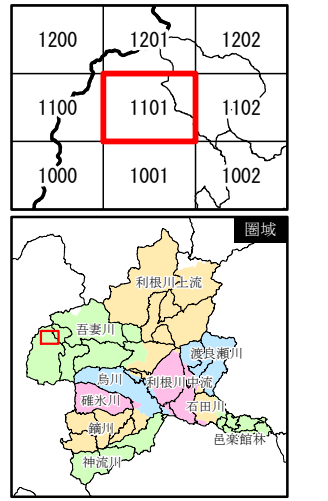 1200 1201 1202
1100 1101 1102
1000 1001 1002
圏域
利根川上流
吾妻川
渡良瀬川
烏川 利根川中流
碓氷川 石田川
鏑川 邑楽館林
神流川